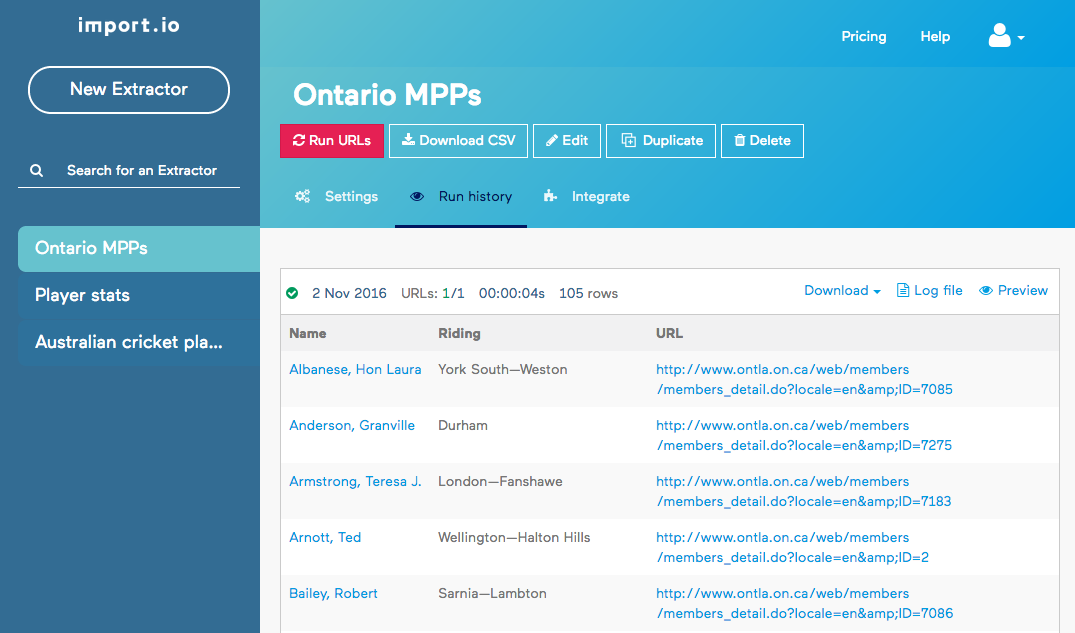 import.io
New Extractor
Search for an Extractor
Ontario MPPs
Player stats
Australian cricket pla...
Pricing Help
Ontario MPPs
Run URLs Download CSV Edit Duplicate Delete
Settings Run history Integrate
2 Nov 2016 URLs: 1/1 00:00:04s 105 rows Download Log file Preview
Name Riding URL
Albanese, Hon Laura York South—Weston http://www.ontla.on.ca/web/members
/members_detail.do?locale=en&amp;ID=7085
Anderson, Granville Durham http://www.ontla.on.ca/web/members
/members_detail.do?locale=en&amp;ID=7275
Armstrong, Teresa J. London—Fanshawe http://www.ontla.on.ca/web/members
/members_detail.do?locale=en&amp;ID=7183
Arnott, Ted Wellington—Halton Hills http://www.ontla.on.ca/web/members
/members_detail.do?locale=en&amp;ID=2
Bailey, Robert Sarnia—Lambton http://www.ontla.on.ca/web/members
/members_detail.do?locale=en&amp;ID=7086